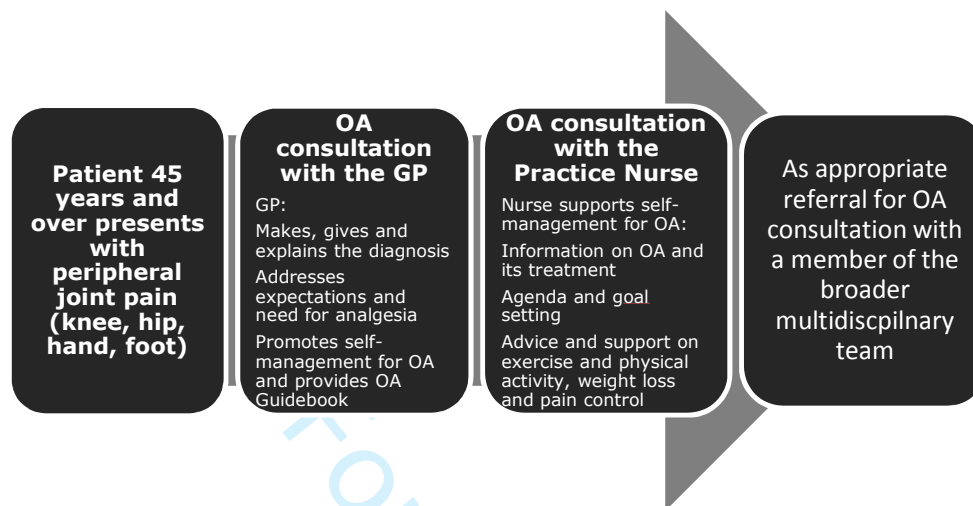 Patient 45
years and
over presents
with
peripheral
joint pain
(knee, hip,
hand, foot)
OA
consultation
with the GP
GP:
Makes, gives and
explains the diagnosis
Addresses
expectations and
need for analgesia
Promotes self-
management for OA
and provides OA
Guidebook
OA consultation
with the
Practice Nurse
Nurse supports self-
management for OA:
Information on OA and
its treatment
Agenda and goal
setting
Advice and support on
exercise and physical
activity, weight loss
and pain control
As appropriate
referral for OA
consultation with
a member of the
broader
multidiscpilnary
team